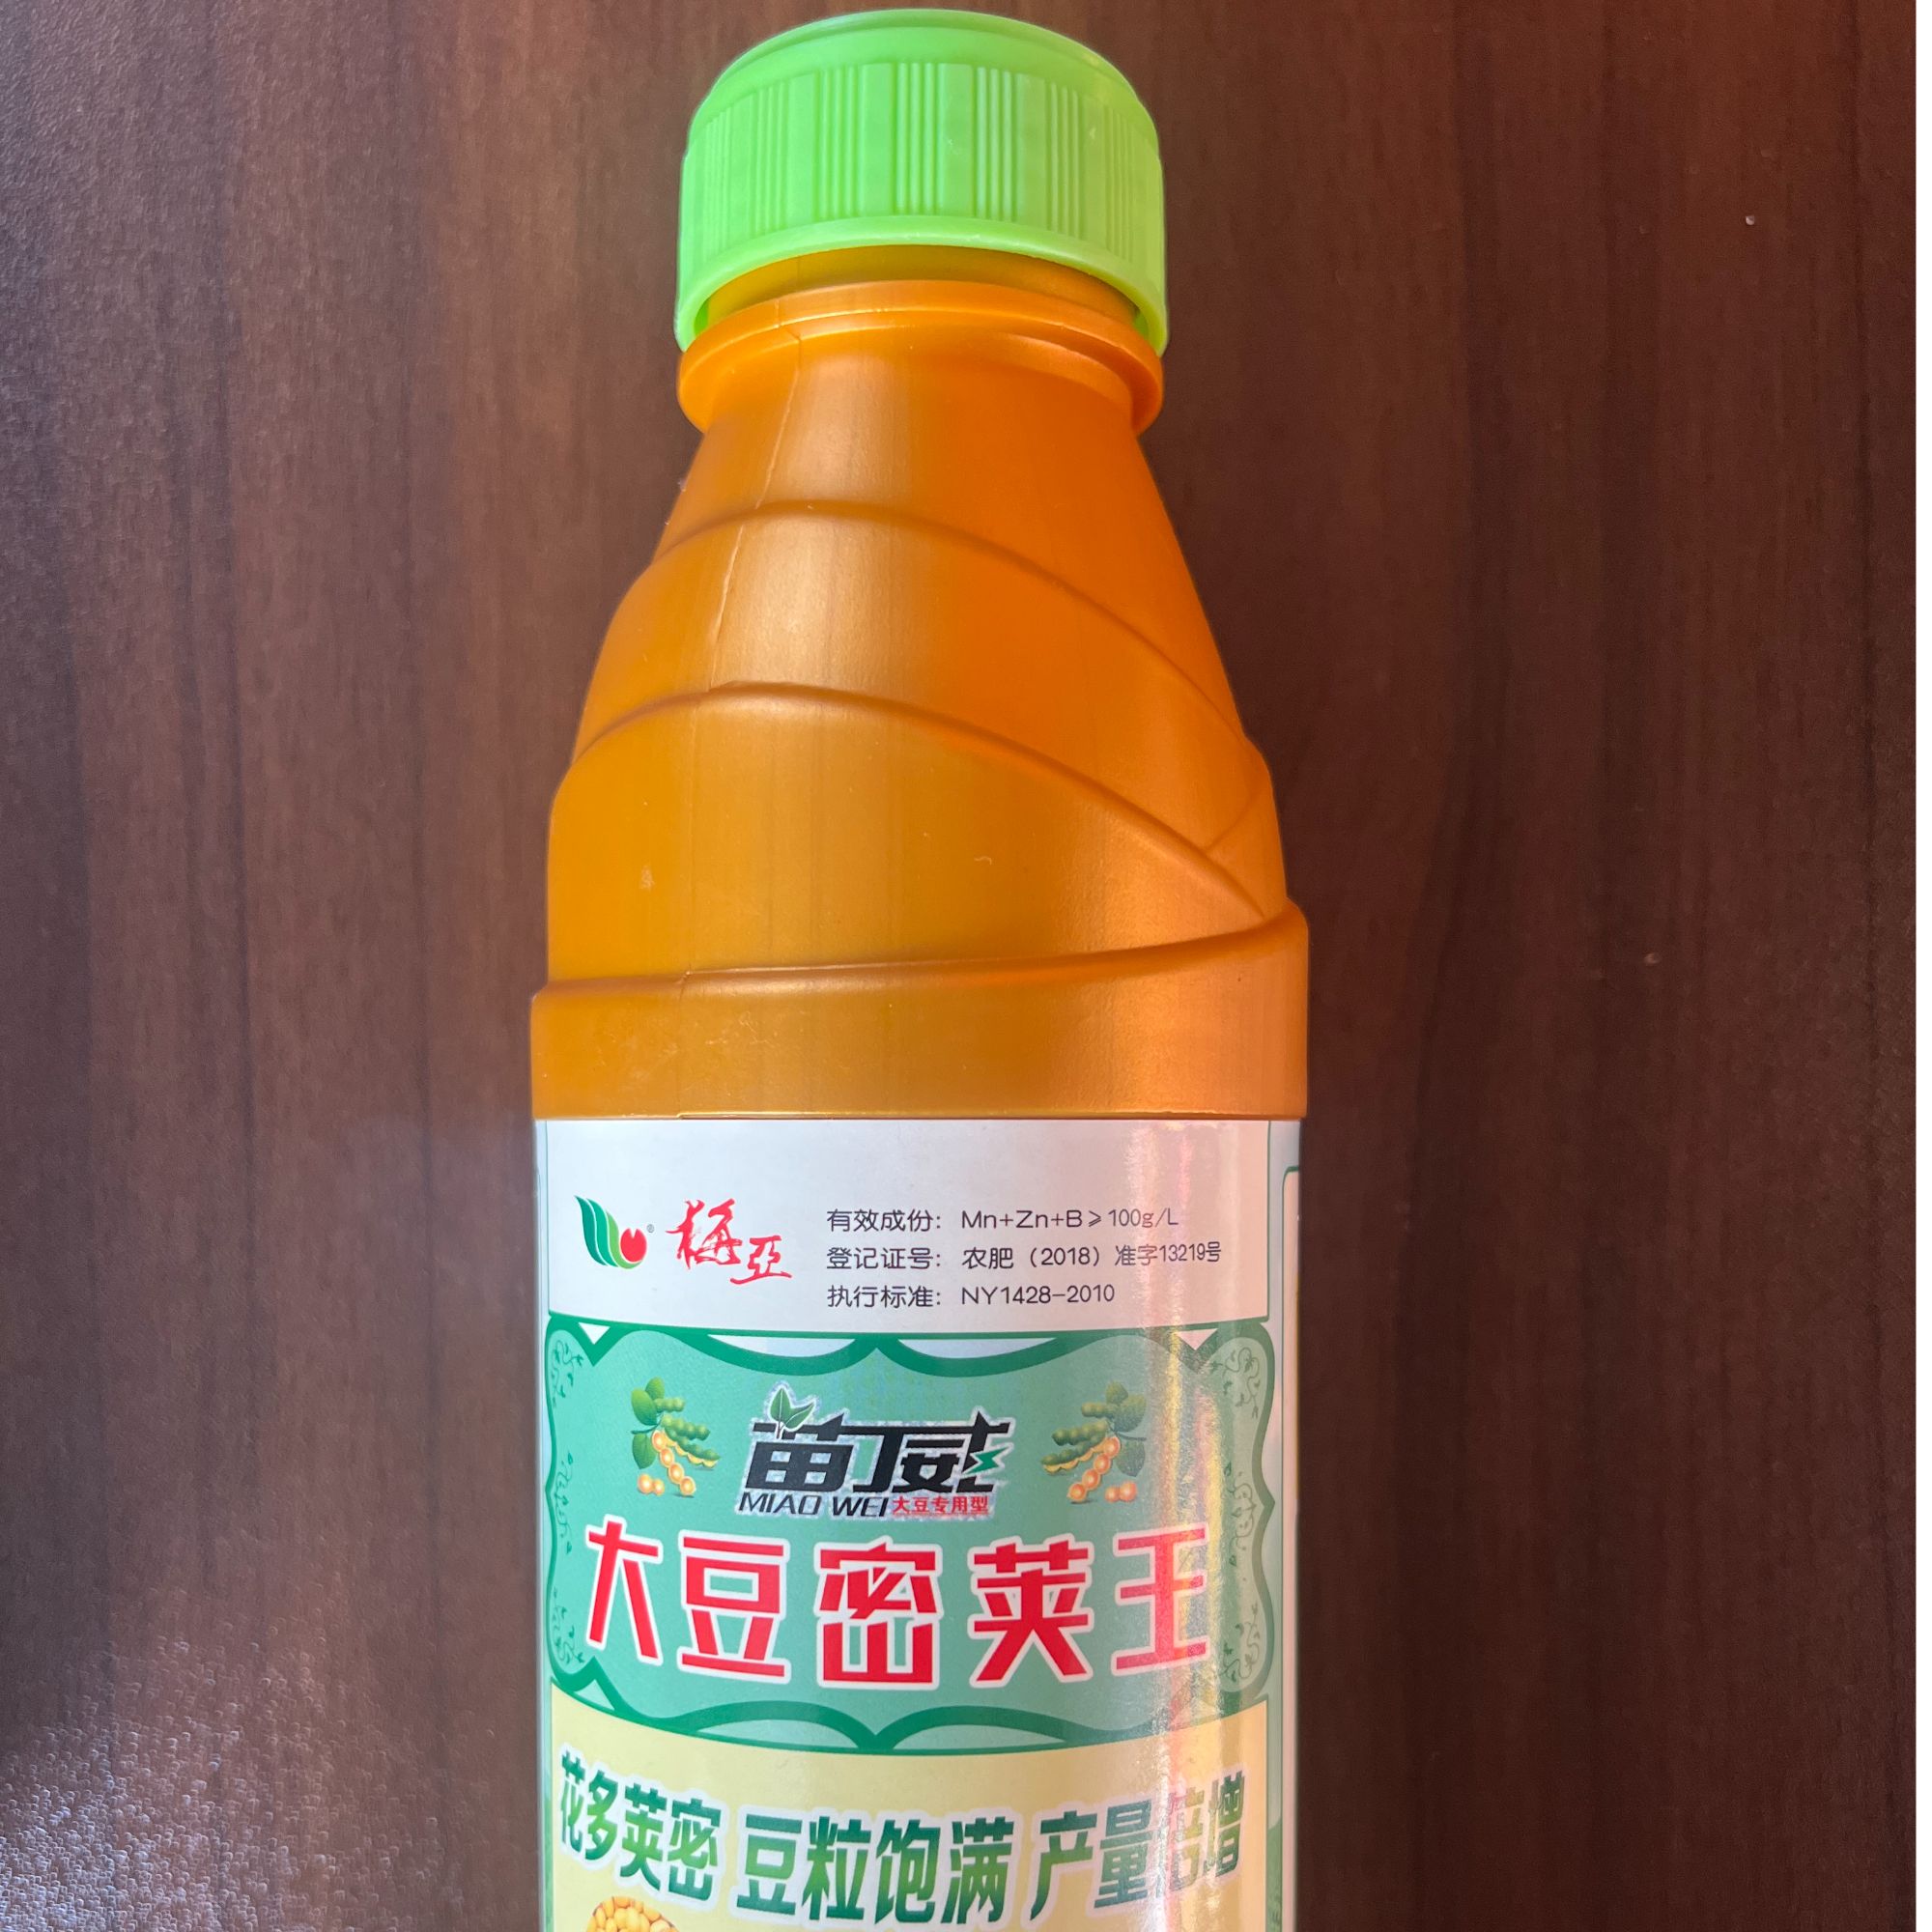 梅亞
有效成份： Mn+Zn+B≥100g/L
登记证号： 农肥（2018）准字13219号
执行标准： NY1428-2010
苗威
MIAO WEI 大豆专用型
大豆密荚王
花多荚密 豆粒饱满 产量倍增